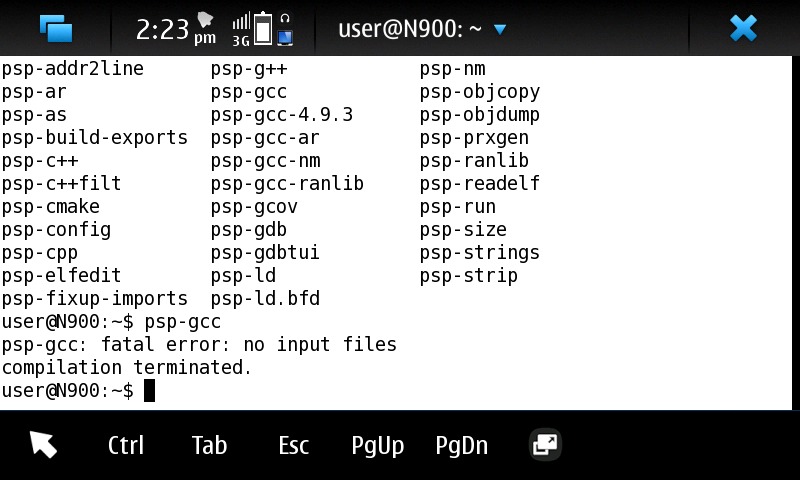 2:23 pm 3G user@N900: ~
psp-addr2line psp-g++ psp-nm
psp-ar psp-gcc psp-objcopy
psp-as psp-gcc-4.9.3 psp-objdump
psp-build-exports psp-gcc-ar psp-prxgen
psp-c++ psp-gcc-nm psp-ranlib
psp-c++filt psp-gcc-ranlib psp-readelf
psp-cmake psp-gcov psp-run
psp-config psp-gdb psp-size
psp-cpp psp-gdbtui psp-strings
psp-elfedit psp-ld psp-strip
psp-fixup-imports psp-ld.bfd
user@N900:~$ psp-gcc
psp-gcc: fatal error: no input files
compilation terminated.
user@N900:~$
Ctrl Tab Esc PgUp PgDn